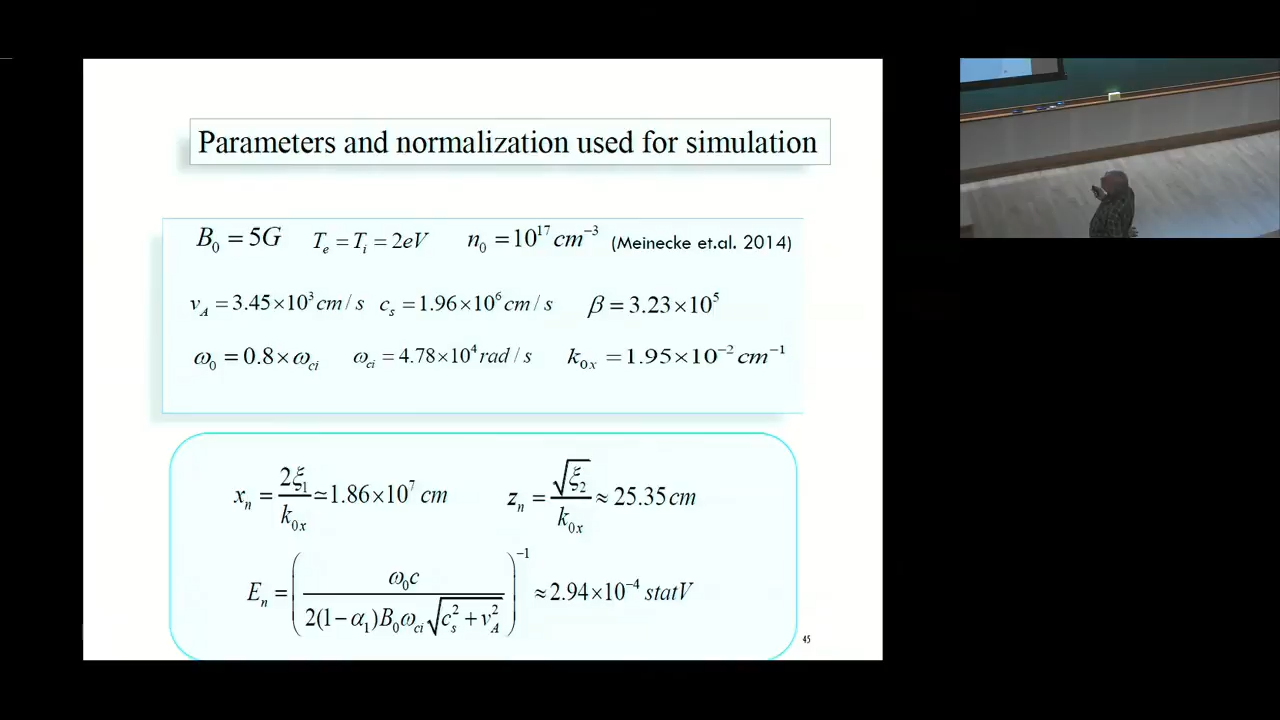 Parameters and normalization used for simulation
B₀ = 5G Tₑ = Tᵢ = 2eV n₀ = 10¹⁷ cm⁻³ (Meinecke et.al. 2014)
v_A = 3.45×10³ cm/s c_s = 1.96×10⁶ cm/s β = 3.23×10⁵
ω₀ = 0.8×ω_ci ω_ci = 4.78×10⁴ rad/s k_0x = 1.95×10⁻² cm⁻¹
x_n = 2ξ₁/k_0x ≃ 1.86×10⁷ cm z_n = √ξ₂/k_0x ≈ 25.35 cm
E_n = (ω₀c / 2(1−α₁)B₀ω_ci√(c_s²+v_A²))⁻¹ ≈ 2.94×10⁻⁴ statV
45